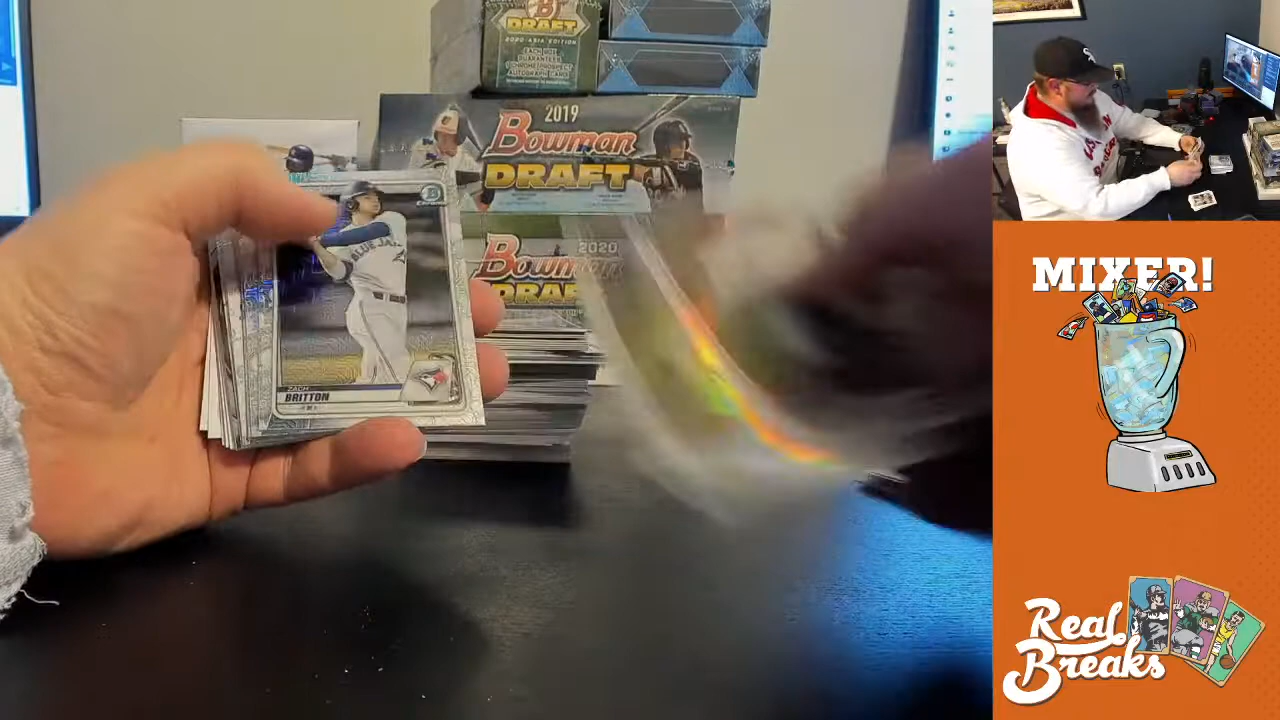 DRAFT
2020 ASIA EDITION
2019
Bowman
DRAFT
2020
Bowman
DRAFT
BLUE JAYS
ZACH
BRITTON
MIXER!
Real
Breaks